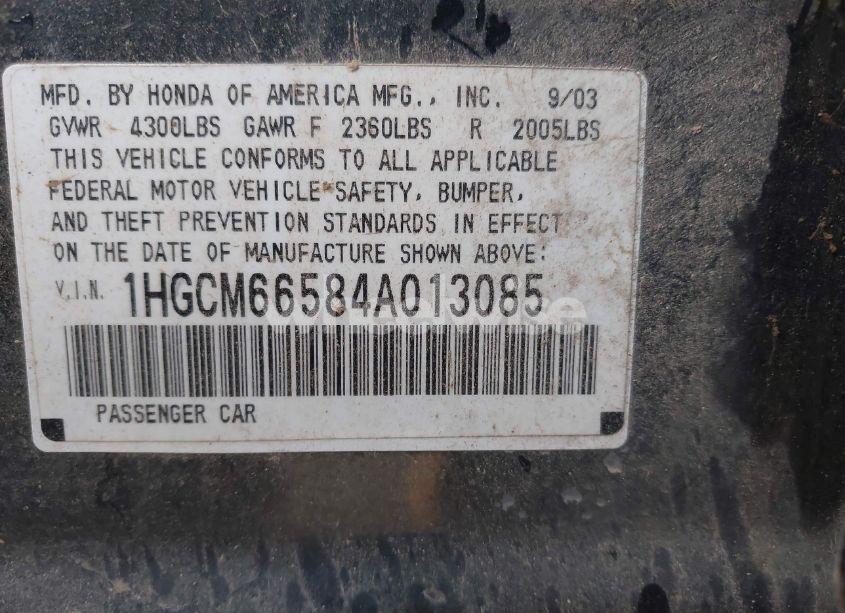 MFD. BY HONDA OF AMERICA MFG., INC. 9/03
GVWR 4300LBS GAWR F 2360LBS R 2005LBS
THIS VEHICLE CONFORMS TO ALL APPLICABLE
FEDERAL MOTOR VEHICLE SAFETY, BUMPER,
AND THEFT PREVENTION STANDARDS IN EFFECT
ON THE DATE OF MANUFACTURE SHOWN ABOVE:
V.I.N. 1HGCM66584A013085
PASSENGER CAR